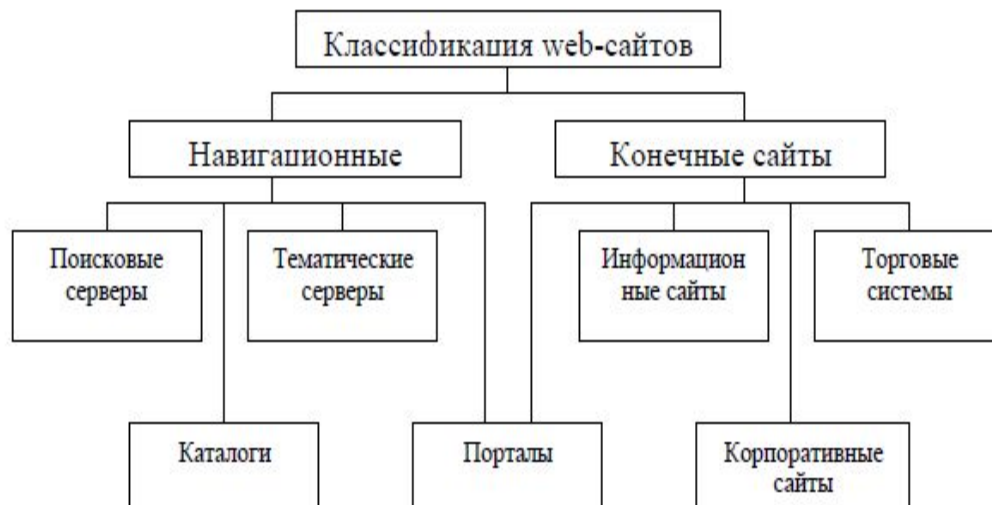 Классификация web-сайтов
Навигационные
Конечные сайты
Поисковые
серверы
Тематические
серверы
Информацион
ные сайты
Торговые
системы
Каталоги
Порталы
Корпоративные
сайты